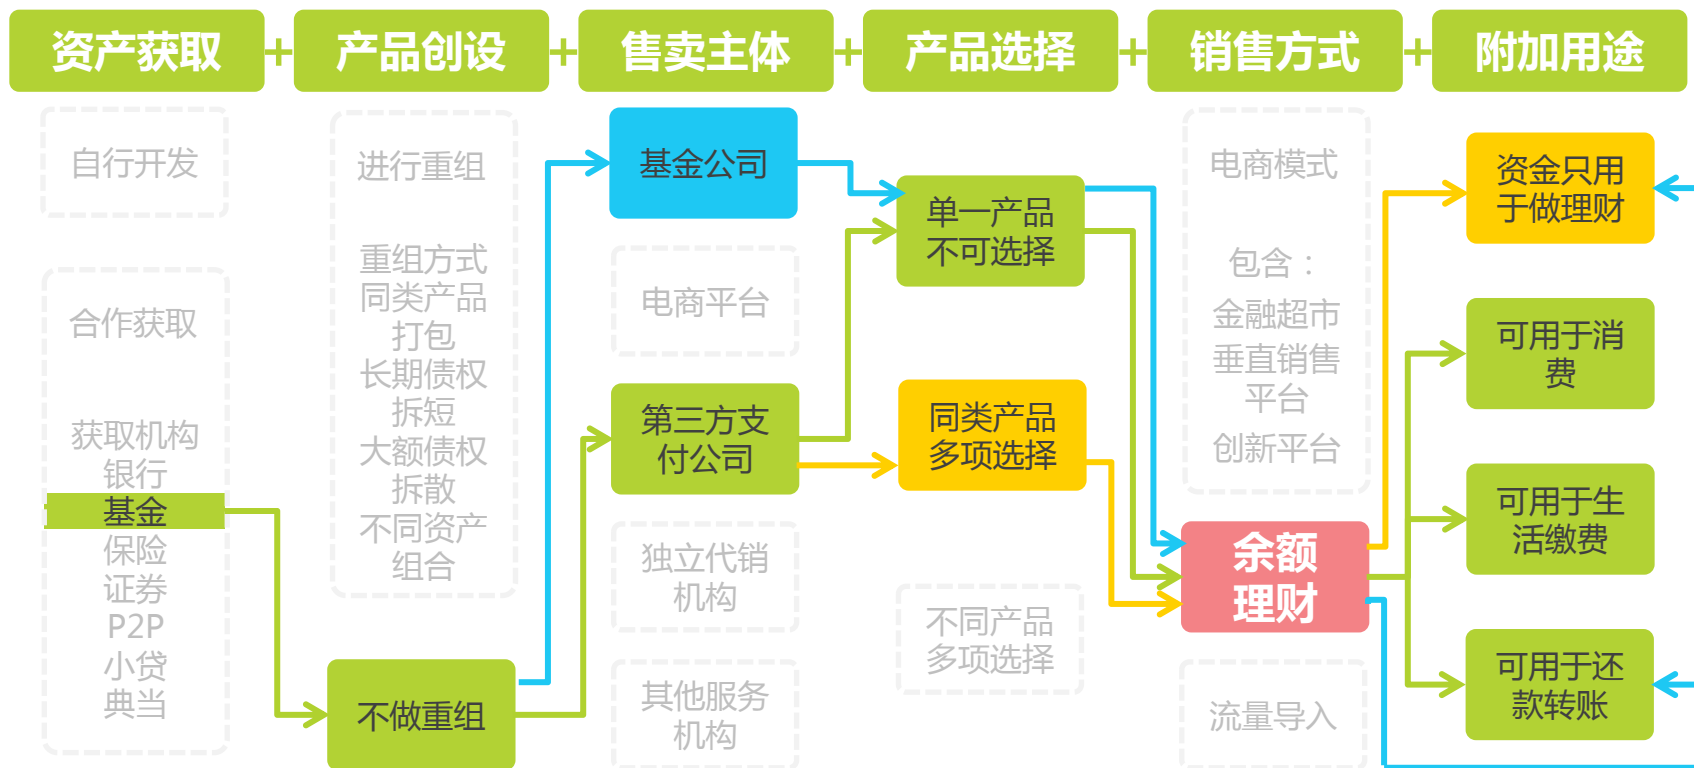 资产获取
+
产品创设
+
售卖主体
+
产品选择
+
销售方式
+
附加用途
自行开发
合作获取
获取机构
银行
基金
保险
证券
P2P
小贷
典当
进行重组
重组方式
同类产品
打包
长期债权
拆短
大额债权
拆散
不同资产
组合
不做重组
基金公司
电商平台
第三方支
付公司
独立代销
机构
其他服务
机构
单一产品
不可选择
同类产品
多项选择
不同产品
多项选择
电商模式
包含：
金融超市
垂直销售
平台
创新平台
余额
理财
流量导入
资金只用
于做理财
可用于消
费
可用于生
活缴费
可用于还
款转账